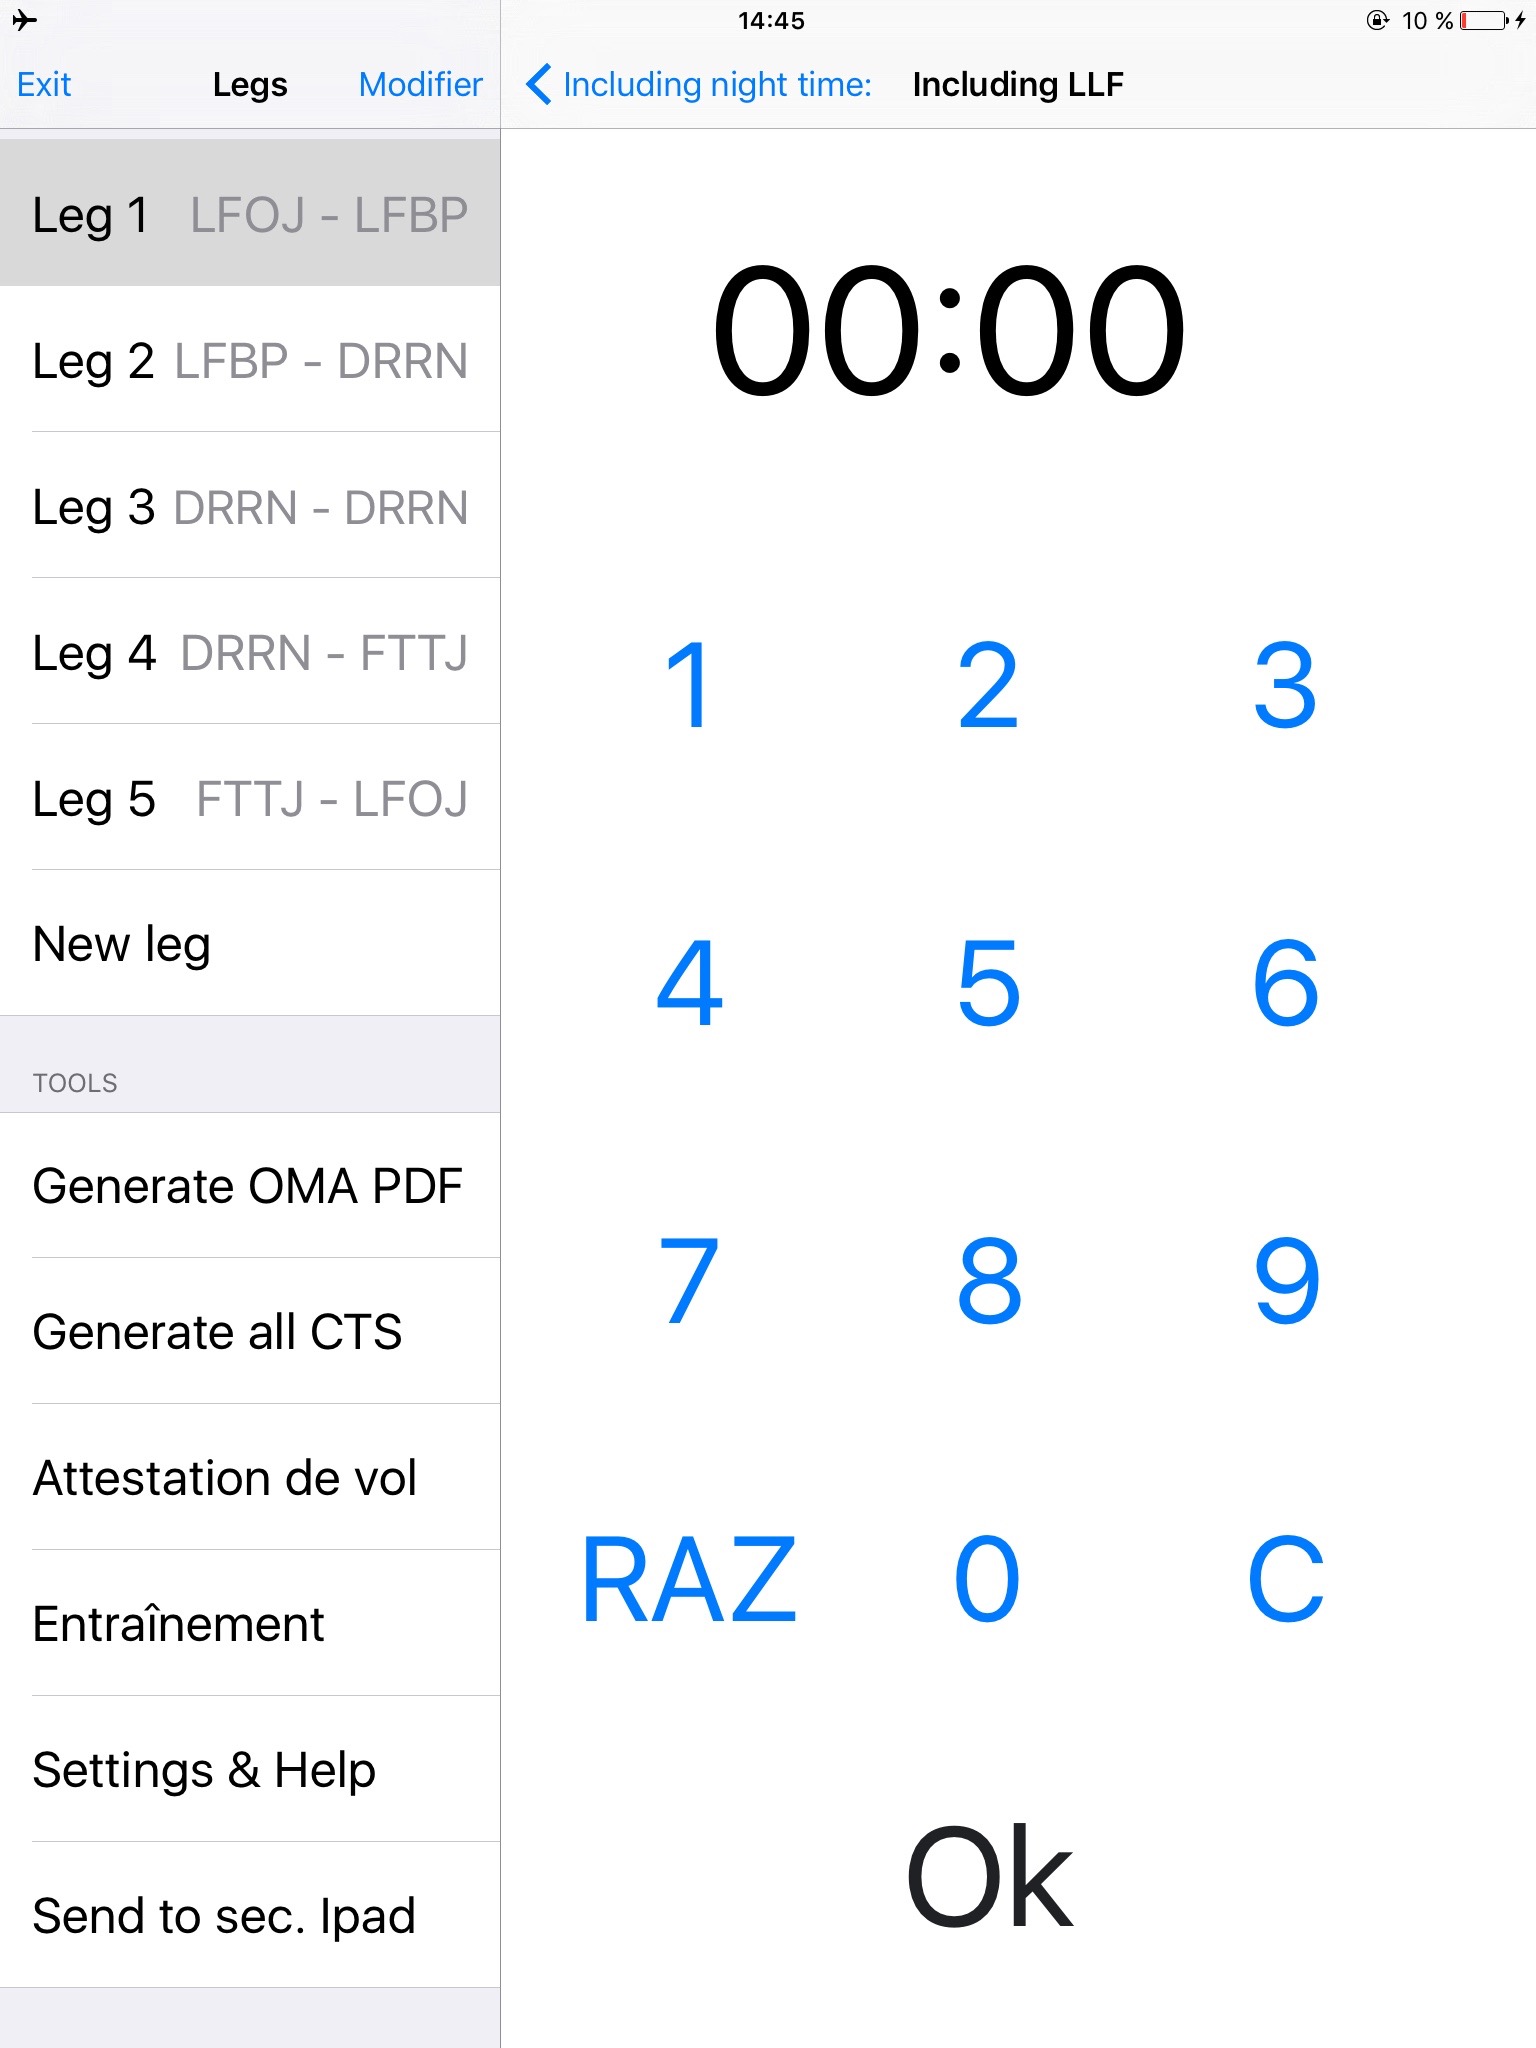 14:45
10 %
Exit
Legs
Modifier
Including night time:
Including LLF
Leg 1 LFOJ - LFBP
Leg 2 LFBP - DRRN
Leg 3 DRRN - DRRN
Leg 4 DRRN - FTTJ
Leg 5 FTTJ - LFOJ
New leg
TOOLS
Generate OMA PDF
Generate all CTS
Attestation de vol
Entraînement
Settings & Help
Send to sec. Ipad
00:00
1 2 3
4 5 6
7 8 9
RAZ 0 C
Ok